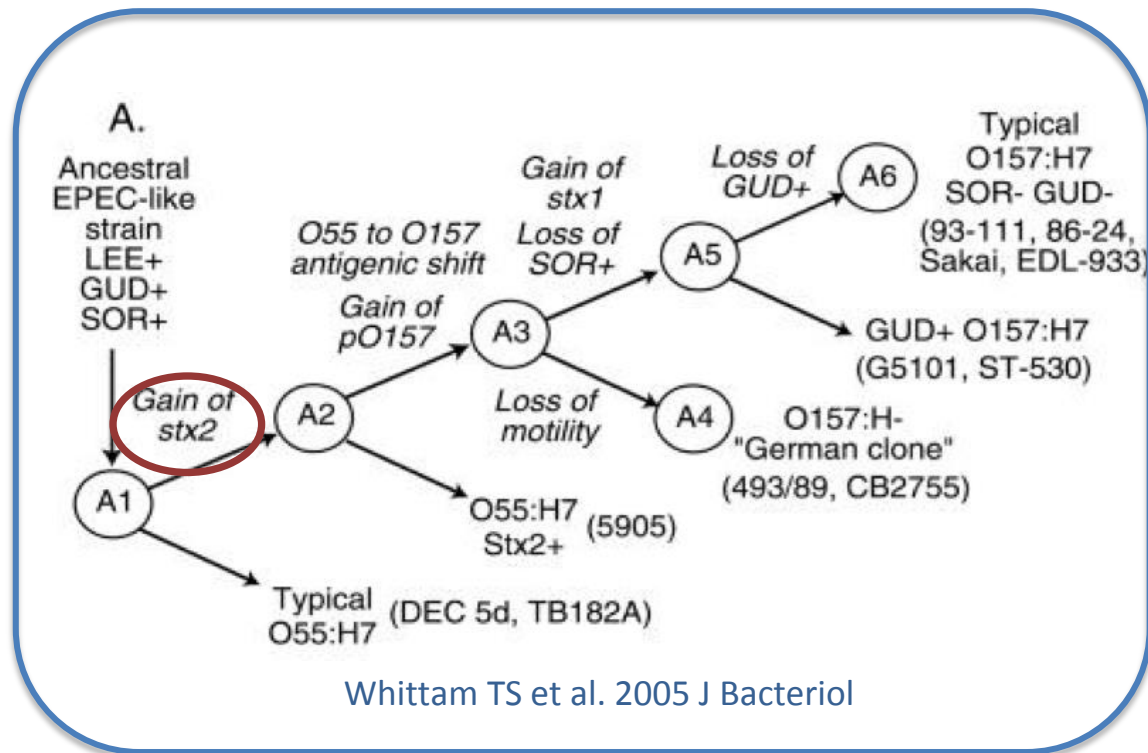 A.
Ancestral
EPEC-like
strain
LEE+
GUD+
SOR+
Gain of
stx2
A1
Typical
O55:H7
(DEC 5d, TB182A)
A2
O55:H7
Stx2+
(5905)
O55 to O157
antigenic shift
Gain of
pO157
A3
Loss of
motility
A4
O157:H-
"German clone"
(493/89, CB2755)
Gain of
stx1
Loss of
SOR+
A5
GUD+ O157:H7
(G5101, ST-530)
Loss of
GUD+
A6
Typical
O157:H7
SOR- GUD-
(93-111, 86-24,
Sakai, EDL-933)
Whittam TS et al. 2005 J Bacteriol